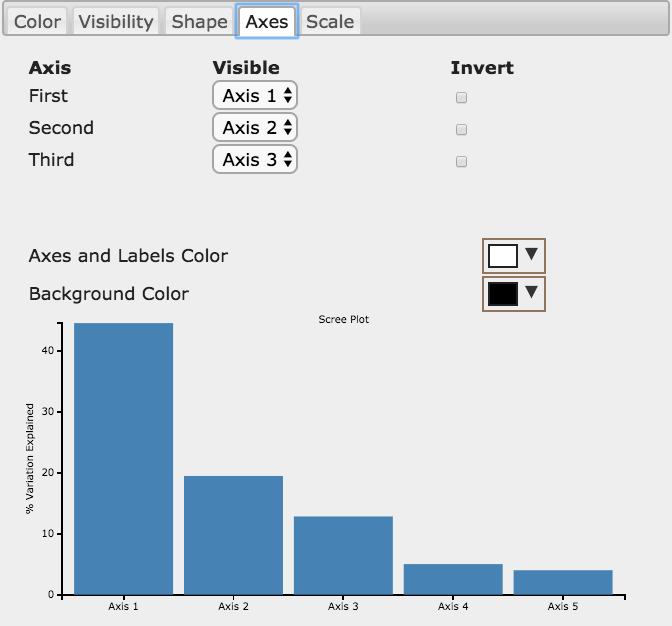 Color Visibility Shape Axes Scale
Axis Visible Invert
First Axis 1
Second Axis 2
Third Axis 3
Axes and Labels Color
Background Color
Scree Plot
% Variation Explained
40
30
20
10
0
Axis 1 Axis 2 Axis 3 Axis 4 Axis 5